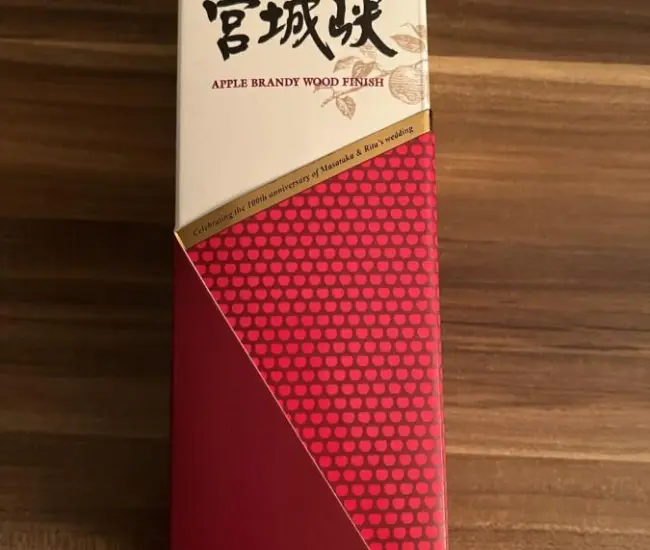 宮城峡
APPLE BRANDY WOOD FINISH
Celebrating the 100th anniversary of Masataka & Rita's wedding